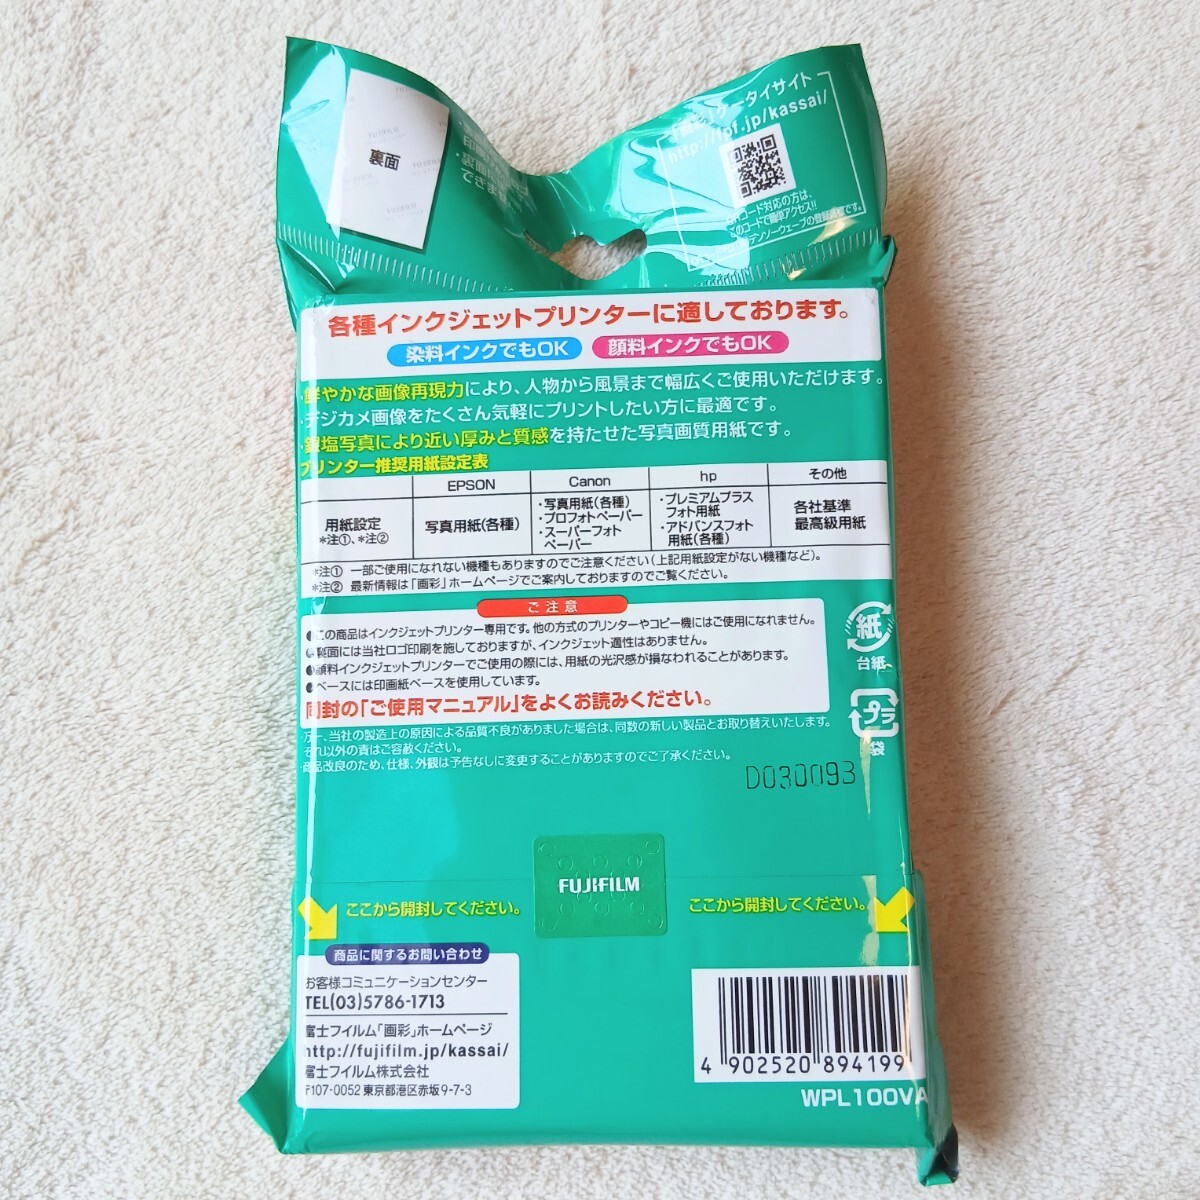 裏面
ケータイサイト
http://fpf.jp/kassai/
コード対応の方は、
このコードで簡単アクセス!!
各種インクジェットプリンターに適しております。
染料インクでもOK 顔料インクでもOK
・鮮やかな画像再現力により、人物から風景まで幅広くご使用いただけます。
・デジカメ画像をたくさん気軽にプリントしたい方に最適です。
・銀塩写真により近い厚みと質感を持たせた写真画質用紙です。
プリンター推奨用紙設定表
EPSON Canon hp その他
用紙設定
*注①、*注②
写真用紙(各種)
・写真用紙(各種)
・プロフォトペーパー
・スーパーフォト
ペーパー
・プレミアムプラス
フォト用紙
・アドバンスフォト
用紙(各種)
各社基準
最高級用紙
*注① 一部ご使用になれない機種もありますのでご注意ください(上記用紙設定がない機種など)。
*注② 最新情報は「画彩」ホームページでご案内しておりますのでご覧ください。
ご注意
●この商品はインクジェットプリンター専用です。他の方式のプリンターやコピー機にはご使用になれません。
●裏面には当社ロゴ印刷を施しておりますが、インクジェット適性はありません。
●顔料インクジェットプリンターでご使用の際には、用紙の光沢感が損なわれることがあります。
●ベースには印画紙ベースを使用しています。
同封の「ご使用マニュアル」をよくお読みください。
・万一、当社の製造上の原因による品質不良がありました場合は、同数の新しい製品とお取り替えいたします。
それ以外の責はご容赦ください。
・商品改良のため、仕様、外観は予告なしに変更することがありますのでご了承ください。
紙
台紙
プラ
袋
D030093
FUJIFILM
ここから開封してください。
ここから開封してください。
商品に関するお問い合わせ
お客様コミュニケーションセンター
TEL(03)5786-1713
富士フイルム「画彩」ホームページ
http://fujifilm.jp/kassai/
富士フイルム株式会社
〒107-0052 東京都港区赤坂9-7-3
4 902520 894199
WPL100VA